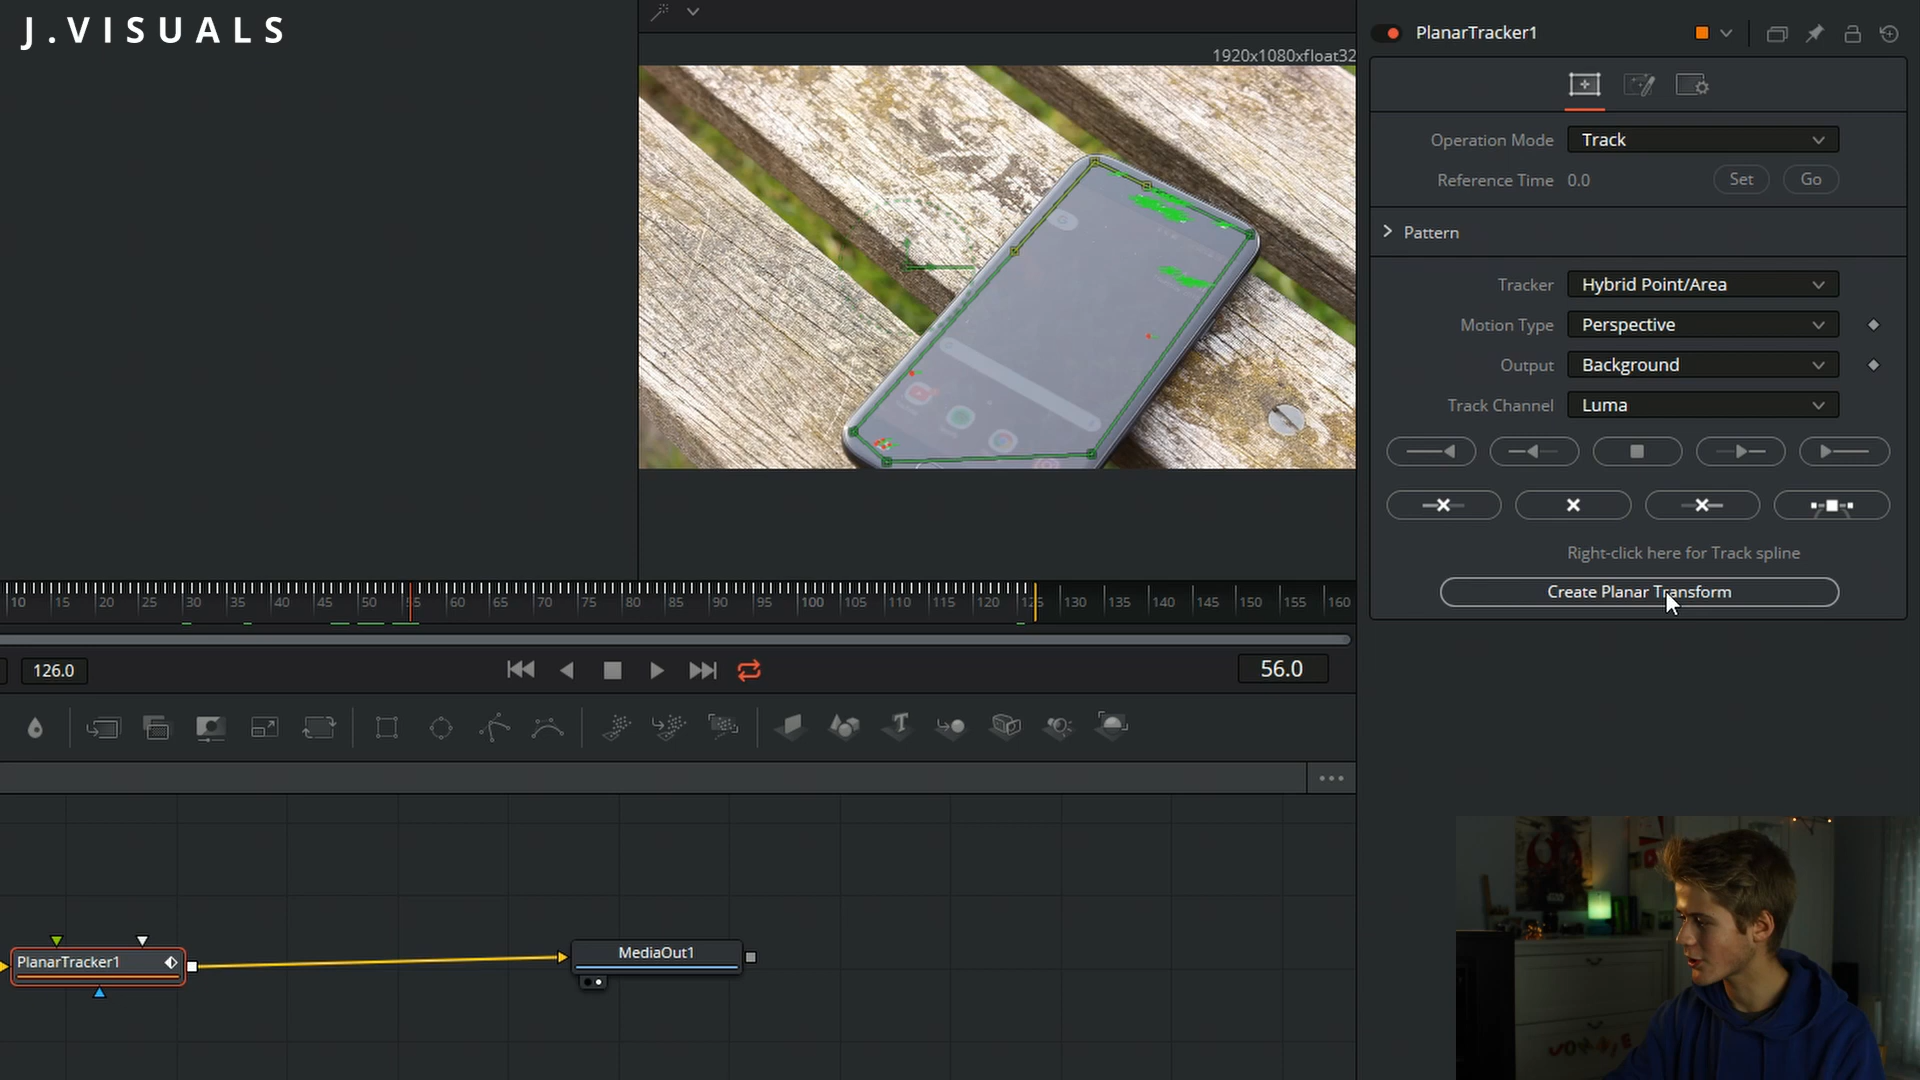 J.VISUALS
1920x1080xfloat32
PlanarTracker1
Operation Mode Track
Reference Time 0.0 Set Go
Pattern
Tracker Hybrid Point/Area
Motion Type Perspective
Output Background
Track Channel Luma
Right-click here for Track spline
Create Planar Transform
10 15 20 25 30 35 40 45 50 55 60 65 70 75 80 85 90 95 100 105 110 115 120 125 130 135 140 145 150 155 160
126.0
56.0
PlanarTracker1
MediaOut1